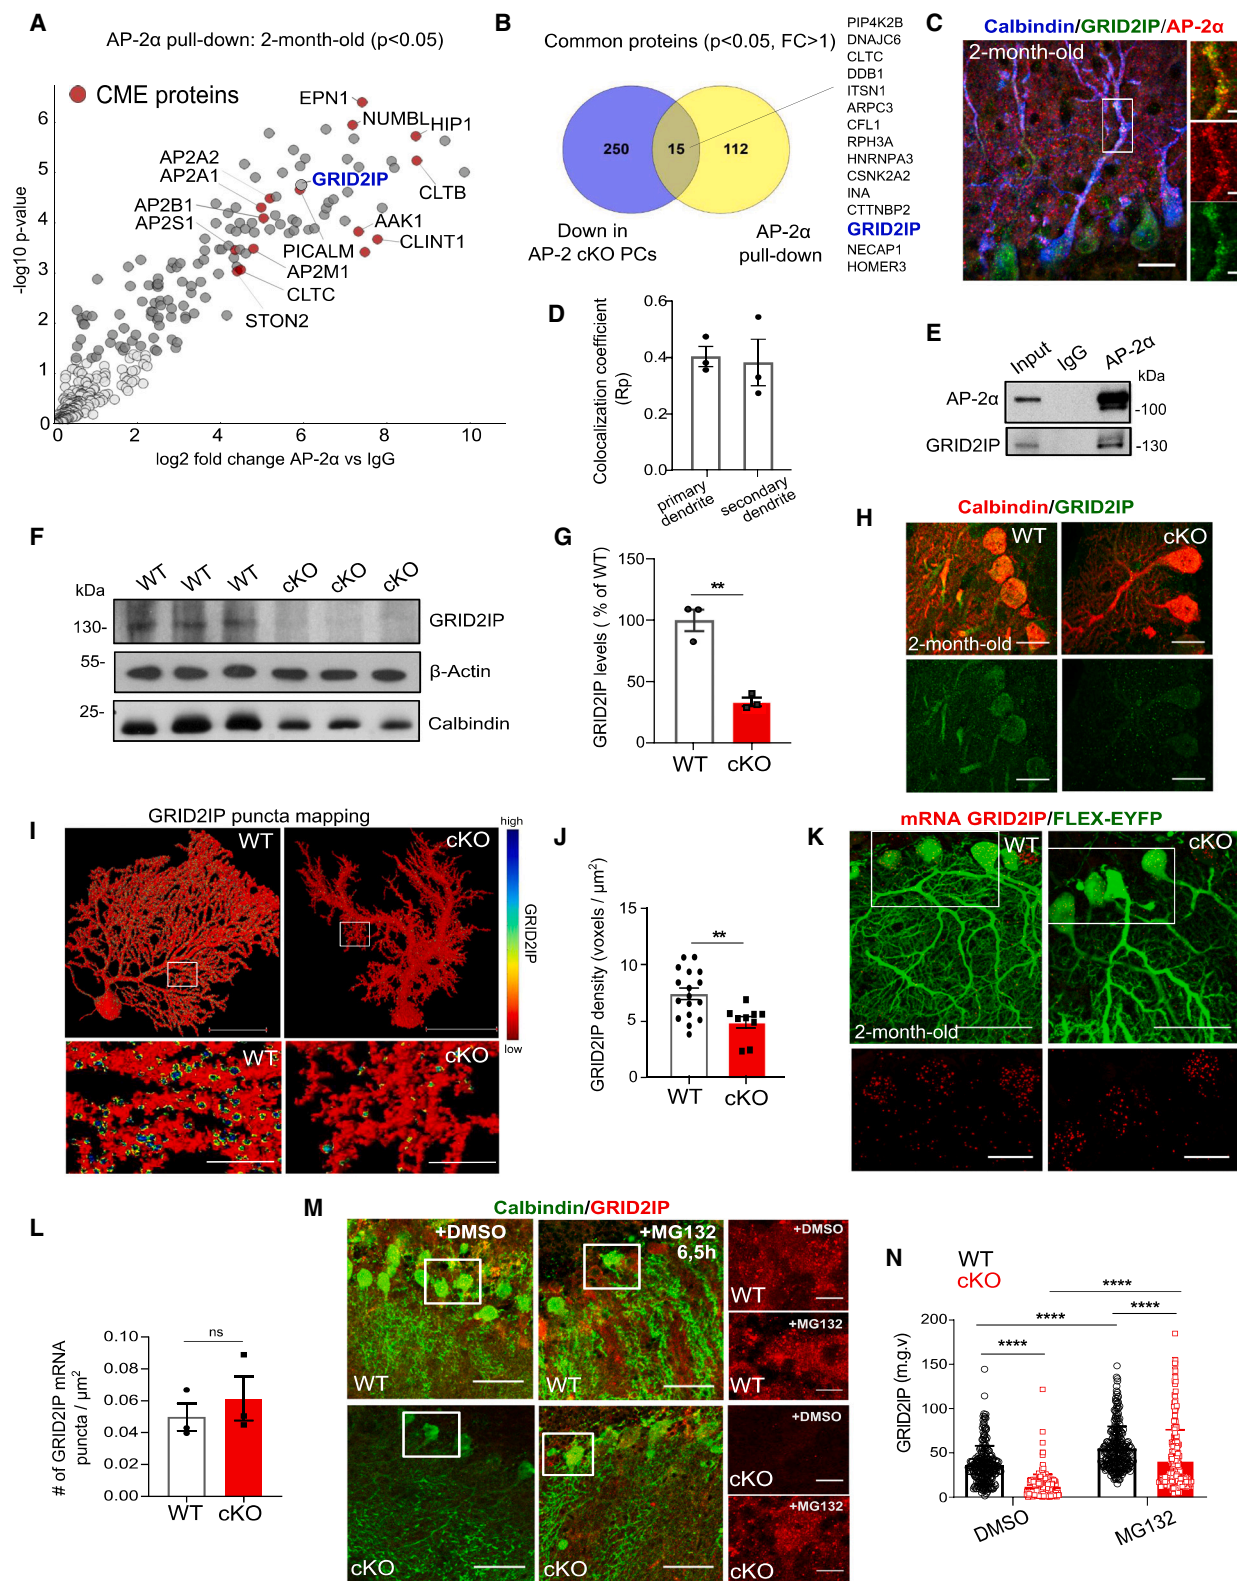 A
AP-2α pull-down: 2-month-old (p<0.05)
CME proteins
EPN1
NUMBL
HIP1
AP2A2
AP2A1
GRID2IP
CLTB
AP2B1
AP2S1
AAK1
CLINT1
PICALM
AP2M1
CLTC
STON2
-log10 p-value
6
5
4
3
2
1
0
0
2
4
6
8
10
log2 fold change AP-2α vs IgG
B
Common proteins (p<0.05, FC>1)
250
15
112
Down in
AP-2 cKO PCs
AP-2α
pull-down
PIP4K2B
DNAJC6
CLTC
DDB1
ITSN1
ARPC3
CFL1
RPH3A
HNRNPA3
CSNK2A2
INA
CTTNBP2
GRID2IP
NECAP1
HOMER3
C
Calbindin/GRID2IP/AP-2α
2-month-old
D
Colocalization coefficient
(Rp)
0.6
0.4
0.2
0.0
primary
dendrite
secondary
dendrite
E
Input
IgG
AP-2α
kDa
AP-2α
-100
GRID2IP
-130
F
kDa
WT
WT
WT
cKO
cKO
cKO
130-
GRID2IP
55-
β-Actin
25-
Calbindin
G
GRID2IP levels ( % of WT)
150
100
50
0
**
WT
cKO
H
Calbindin/GRID2IP
WT
cKO
2-month-old
I
GRID2IP puncta mapping
WT
cKO
high
GRID2IP
low
WT
cKO
J
GRID2IP density (voxels / μm²)
15
10
5
0
**
WT
cKO
K
mRNA GRID2IP/FLEX-EYFP
WT
cKO
2-month-old
L
# of GRID2IP mRNA
puncta / μm²
0.10
0.08
0.06
0.04
0.02
0.00
ns
WT
cKO
M
Calbindin/GRID2IP
+DMSO
+MG132
6,5h
WT
WT
+DMSO
WT
+MG132
WT
cKO
cKO
+DMSO
cKO
+MG132
cKO
N
WT
cKO
GRID2IP (m.g.v)
200
150
100
50
0
****
****
****
****
DMSO
MG132